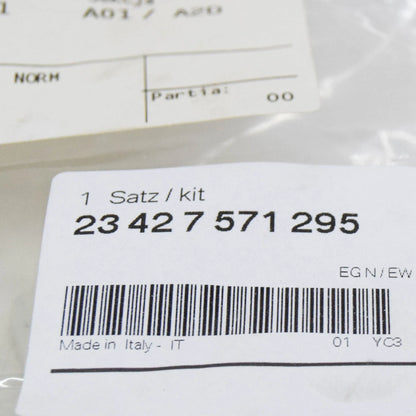 A01 / A2D
NORM
Partia:
00
1 Satz / kit
23 42 7 571 295
EGN/EW
Made in Italy - IT 01 YC3